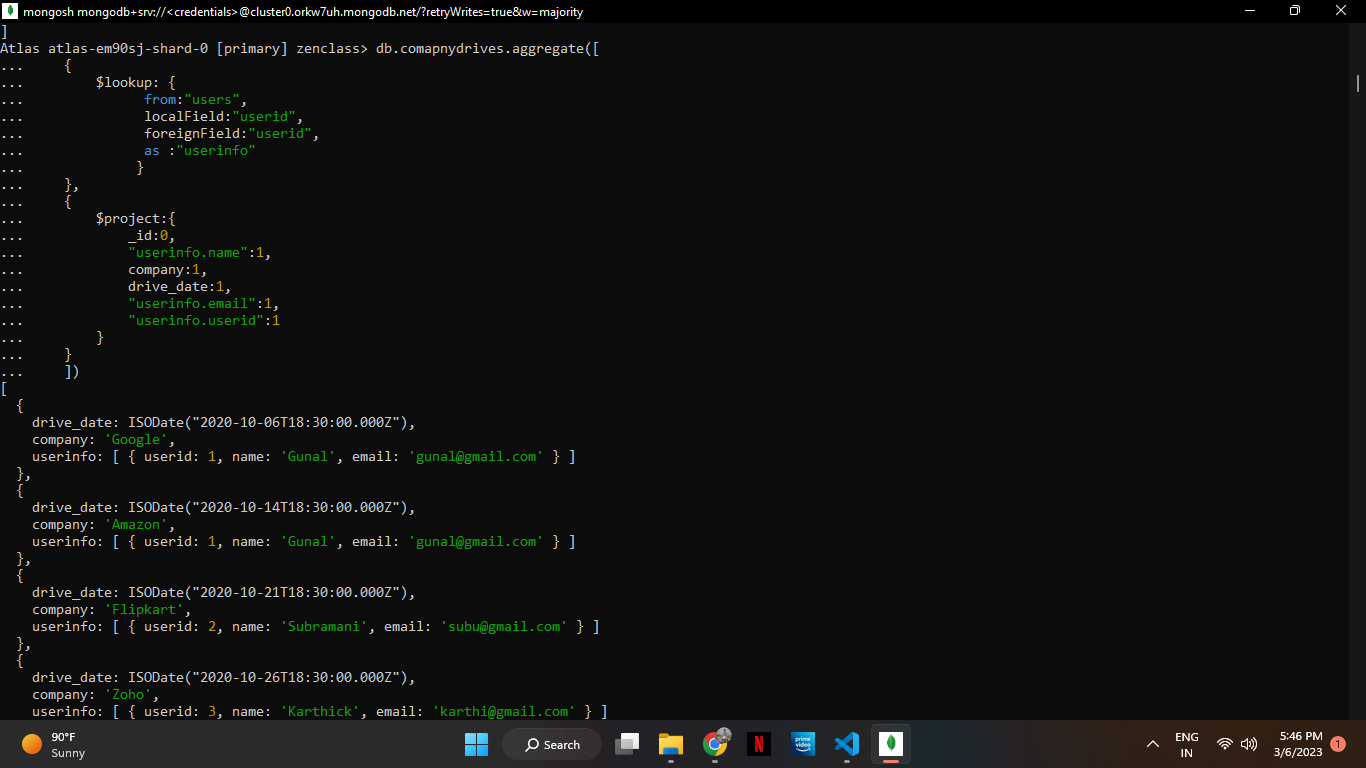 mongosh mongodb+srv://<credentials>@cluster0.orkw7uh.mongodb.net/?retryWrites=true&w=majority
]
Atlas atlas-em90sj-shard-0 [primary] zenclass> db.comapnydrives.aggregate([
...     {
...         $lookup: {
...               from:"users",
...               localField:"userid",
...               foreignField:"userid",
...               as :"userinfo"
...              }
...     },
...     {
...         $project:{
...             _id:0,
...             "userinfo.name":1,
...             company:1,
...             drive_date:1,
...             "userinfo.email":1,
...             "userinfo.userid":1
...         }
...     }
...     ])
[
  {
    drive_date: ISODate("2020-10-06T18:30:00.000Z"),
    company: 'Google',
    userinfo: [ { userid: 1, name: 'Gunal', email: 'gunal@gmail.com' } ]
  },
  {
    drive_date: ISODate("2020-10-14T18:30:00.000Z"),
    company: 'Amazon',
    userinfo: [ { userid: 1, name: 'Gunal', email: 'gunal@gmail.com' } ]
  },
  {
    drive_date: ISODate("2020-10-21T18:30:00.000Z"),
    company: 'Flipkart',
    userinfo: [ { userid: 2, name: 'Subramani', email: 'subu@gmail.com' } ]
  },
  {
    drive_date: ISODate("2020-10-26T18:30:00.000Z"),
    company: 'Zoho',
    userinfo: [ { userid: 3, name: 'Karthick', email: 'karthi@gmail.com' } ]
90°F
Sunny
Search
N
prime video
ENG
IN
5:46 PM
3/6/2023
1